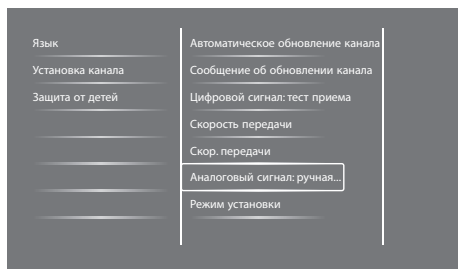 Язык
Установка канала
Защита от детей
Автоматическое обновление канала
Сообщение об обновлении канала
Цифровой сигнал: тест приема
Скорость передачи
Скор. передачи
Аналоговый сигнал: ручная...
Режим установки